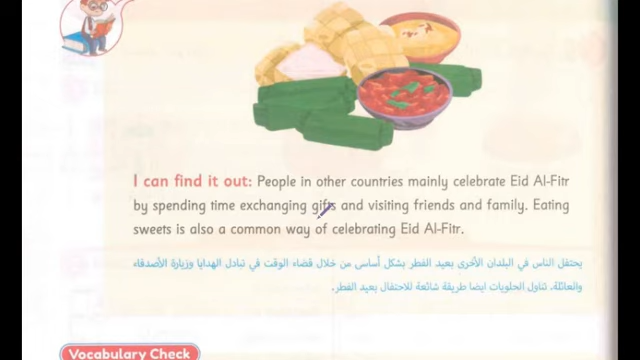 I can find it out: People in other countries mainly celebrate Eid Al-Fitr
by spending time exchanging gifts and visiting friends and family. Eating
sweets is also a common way of celebrating Eid Al-Fitr.
يحتفل الناس في البلدان الأخرى بعيد الفطر بشكل أساسى من خلال قضاء الوقت في تبادل الهدايا وزيارة الأصدقاء
والعائلة. تناول الحلويات ايضا طريقة شائعة للاحتفال بعيد الفطر.
Vocabulary Check